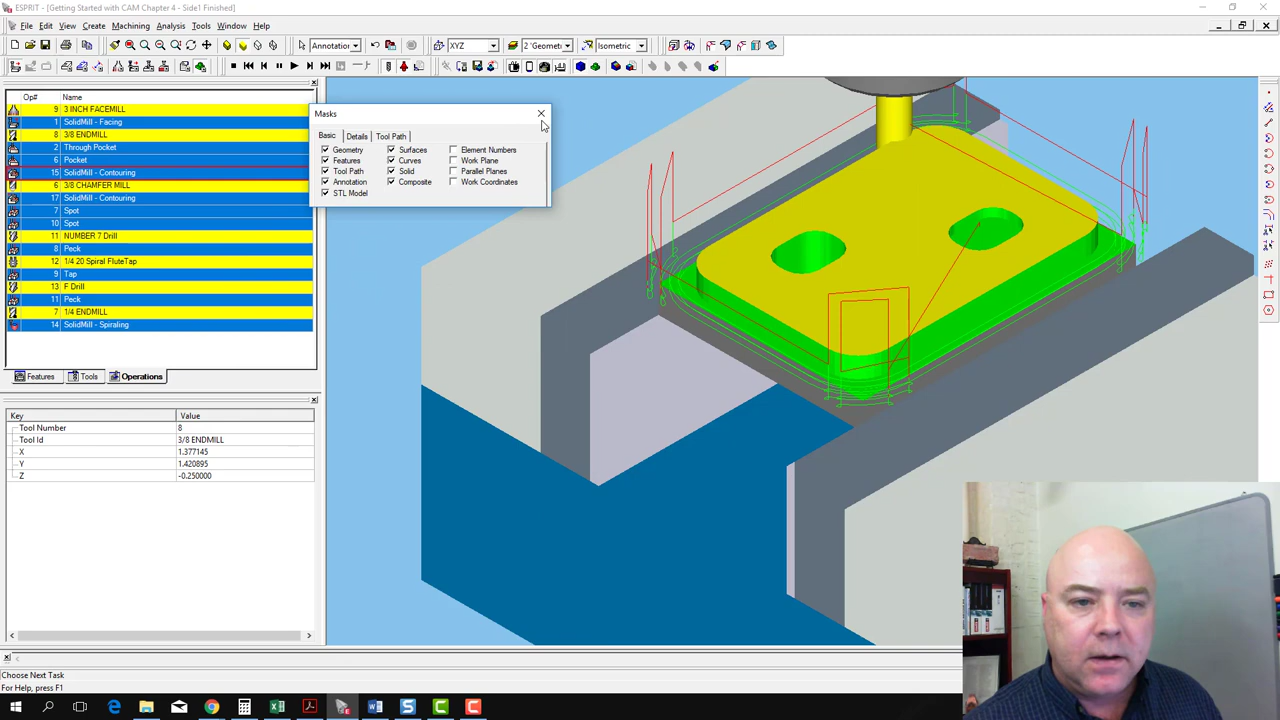 ESPRIT - [Getting Started with CAM Chapter 4 - Side1 Finished]
File Edit View Create Machining Analysis Tools Window Help
Annotation XYZ 2 'Geomet Isometric
Op# Name
9 3 INCH FACEMILL
1 SolidMill - Facing
8 3/8 ENDMILL
2 Through Pocket
6 Pocket
15 SolidMill - Contouring
6 3/8 CHAMFER MILL
17 SolidMill - Contouring
7 Spot
10 Spot
11 NUMBER 7 Drill
8 Peck
12 1/4 20 Spiral FluteTap
9 Tap
13 F Drill
11 Peck
7 1/4 ENDMILL
14 SolidMill - Spiraling
Features Tools Operations
Masks
Basic Details Tool Path
Geometry Surfaces Element Numbers
Features Curves Work Plane
Tool Path Solid Parallel Planes
Annotation Composite Work Coordinates
STL Model
Key Value
Tool Number 8
Tool Id 3/8 ENDMILL
X 1.377145
Y 1.420895
Z -0.250000
Choose Next Task
For Help, press F1